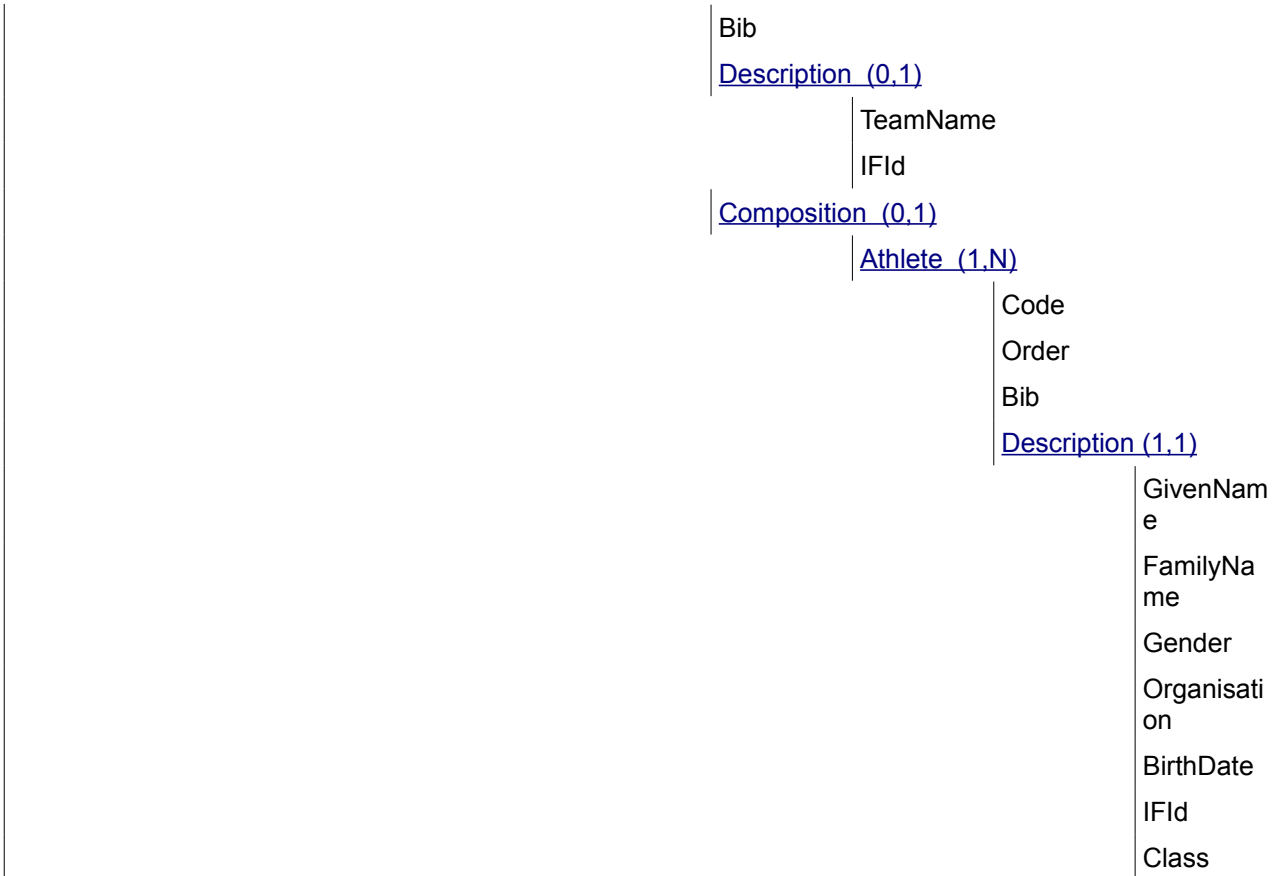 Bib
Description  (0,1)
TeamName
IFId
Composition  (0,1)
Athlete  (1,N)
Code
Order
Bib
Description (1,1)
GivenNam
e
FamilyNa
me
Gender
Organisati
on
BirthDate
IFId
Class